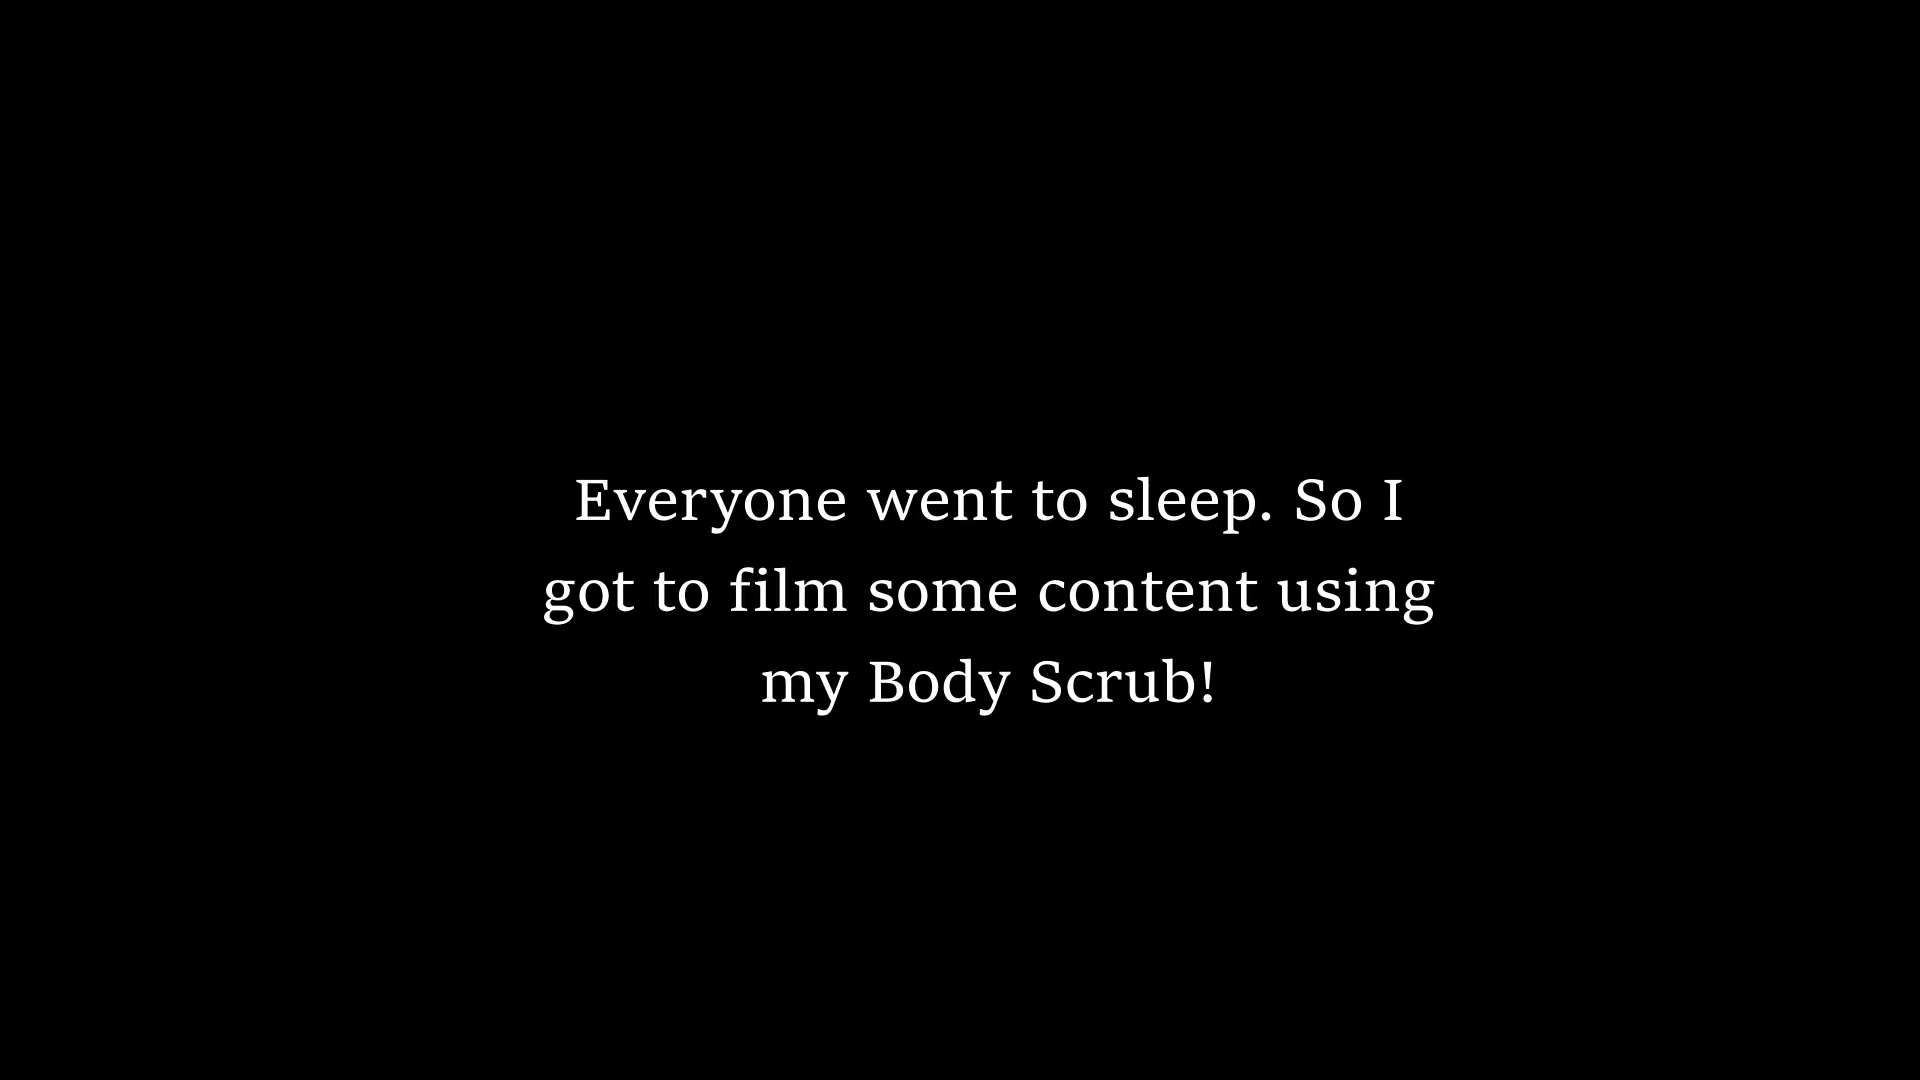 Everyone went to sleep. So I
got to film some content using
my Body Scrub!